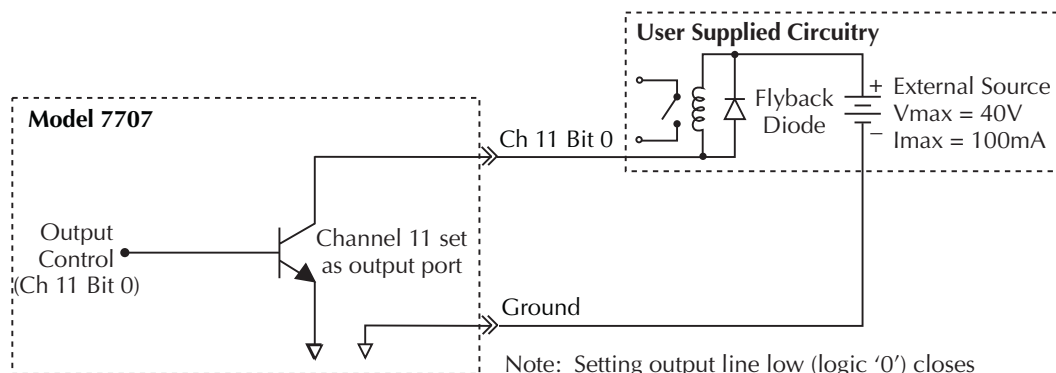 User Supplied Circuitry
+ External Source
Flyback Vmax = 40V
Diode – Imax = 100mA
Model 7707
Ch 11 Bit 0
Output
Control
(Ch 11 Bit 0)
Channel 11 set
as output port
Ground
Note: Setting output line low (logic ‘0’) closes